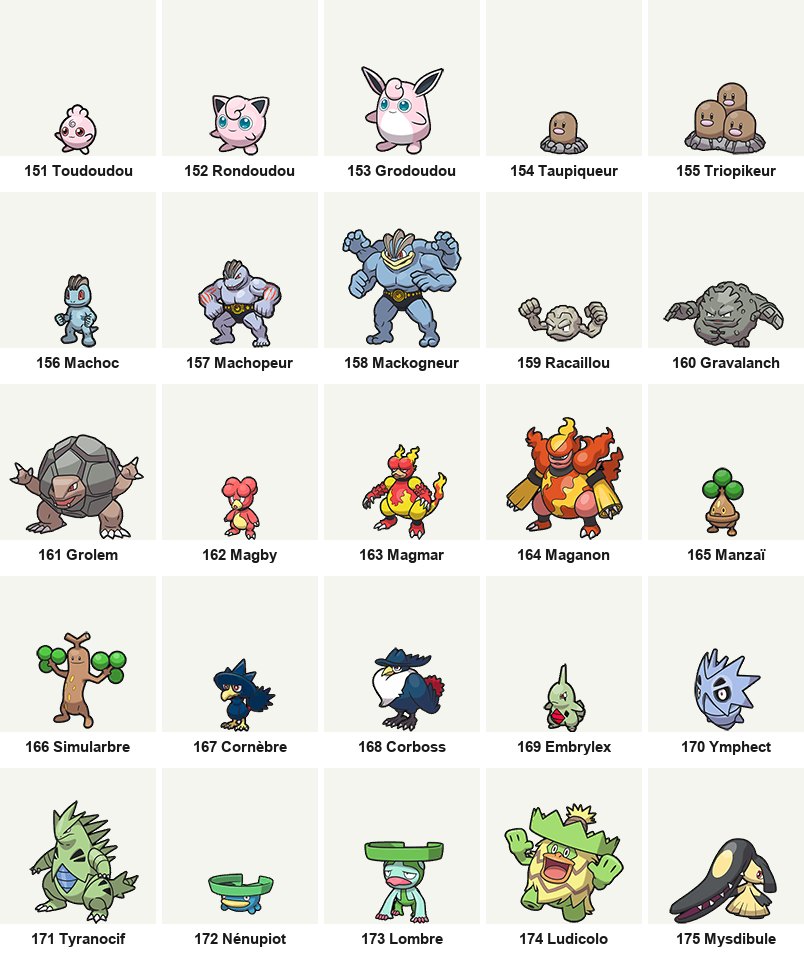 151 Toudoudou
152 Rondoudou
153 Grodoudou
154 Taupiqueur
155 Triopikeur
156 Machoc
157 Machopeur
158 Mackogneur
159 Racaillou
160 Gravalanch
161 Grolem
162 Magby
163 Magmar
164 Maganon
165 Manzaï
166 Simularbre
167 Cornèbre
168 Corboss
169 Embrylex
170 Ymphect
171 Tyranocif
172 Nénupiot
173 Lombre
174 Ludicolo
175 Mysdibule